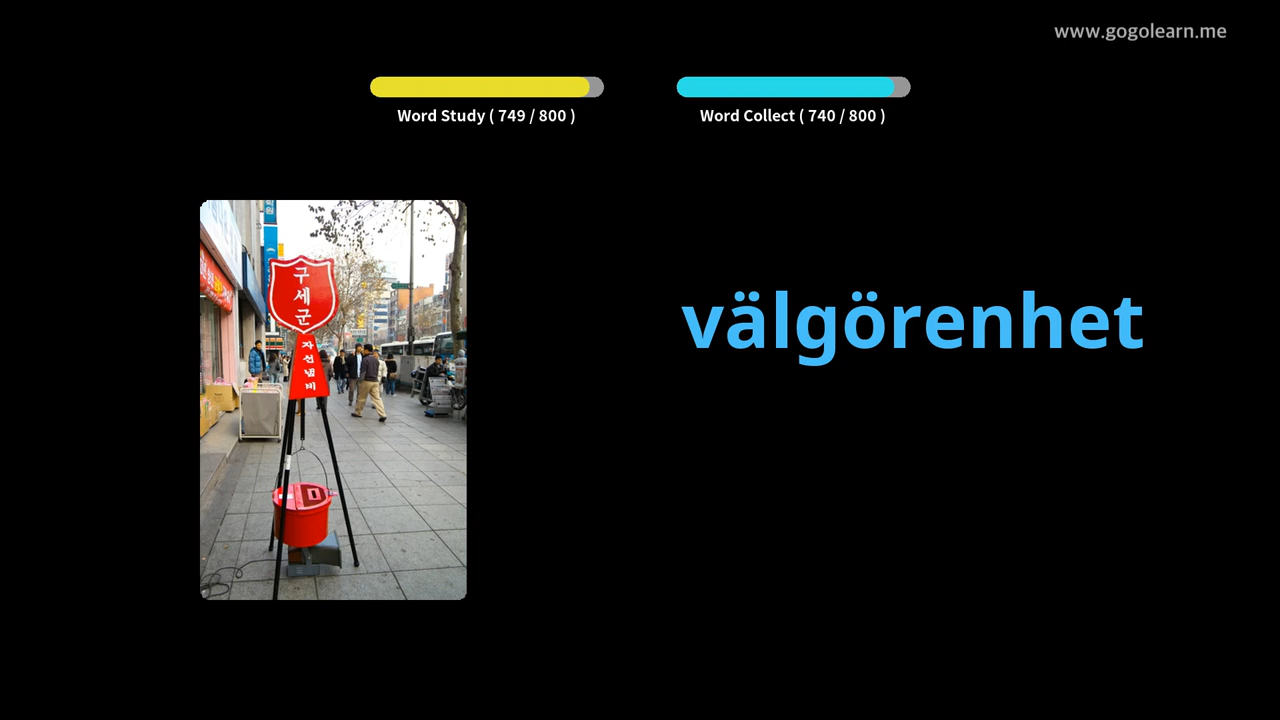 www.gogolearn.me
Word Study ( 749 / 800 )
Word Collect ( 740 / 800 )
välgörenhet
구세군
자선냄비